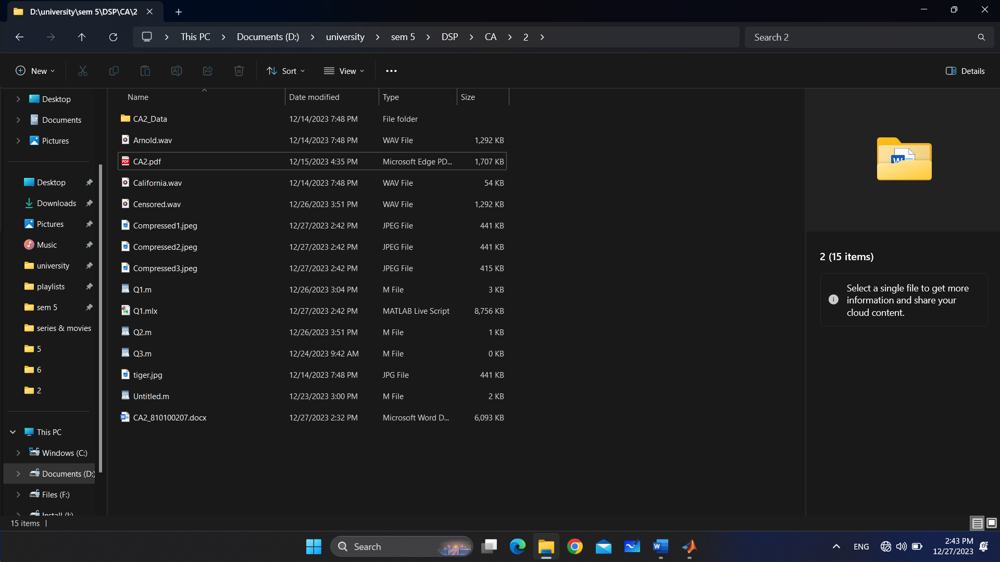 D:\university\sem 5\DSP\CA\2
This PC Documents (D:) university sem 5 DSP CA 2
Search 2
New Sort View Details
Name Date modified Type Size
CA2_Data 12/14/2023 7:48 PM File folder
Arnold.wav 12/14/2023 7:48 PM WAV File 1,292 KB
CA2.pdf 12/15/2023 4:35 PM Microsoft Edge PD... 1,707 KB
California.wav 12/14/2023 7:48 PM WAV File 54 KB
Censored.wav 12/26/2023 3:51 PM WAV File 1,292 KB
Compressed1.jpeg 12/27/2023 2:42 PM JPEG File 441 KB
Compressed2.jpeg 12/27/2023 2:42 PM JPEG File 441 KB
Compressed3.jpeg 12/27/2023 2:42 PM JPEG File 415 KB
Q1.m 12/26/2023 3:04 PM M File 3 KB
Q1.mlx 12/27/2023 2:42 PM MATLAB Live Script 8,756 KB
Q2.m 12/26/2023 3:51 PM M File 1 KB
Q3.m 12/24/2023 9:42 AM M File 0 KB
tiger.jpg 12/14/2023 7:48 PM JPG File 441 KB
Untitled.m 12/23/2023 3:00 PM M File 2 KB
CA2_810100207.docx 12/27/2023 2:32 PM Microsoft Word D... 6,093 KB
Desktop
Documents
Pictures
Desktop
Downloads
Pictures
Music
university
playlists
sem 5
series & movies
5
6
2
This PC
Windows (C:)
Documents (D:)
Files (F:)
Install (I:)
2 (15 items)
Select a single file to get more
information and share your
cloud content.
15 items
Search
ENG
2:43 PM
12/27/2023